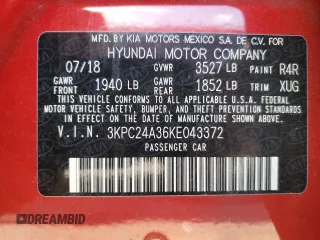 MFD. BY KIA MOTORS MEXICO S.A DE C.V. FOR
HYUNDAI MOTOR COMPANY
07/18 GVWR 3527 LB PAINT R4R
GAWR FRONT 1940 LB GAWR REAR 1852 LB TRIM XUG
THIS VEHICLE CONFORMS TO ALL APPLICABLE
FEDERAL MOTOR VEHICLE SAFETY, BUMPER,
AND THEFT PREVENTION STANDARDS IN EFFECT
ON THE DATE OF MANUFACTURE SHOWN ABOVE.
V.I.N. 3KPC24A36KE043372
PASSENGER CAR
DREAMBID